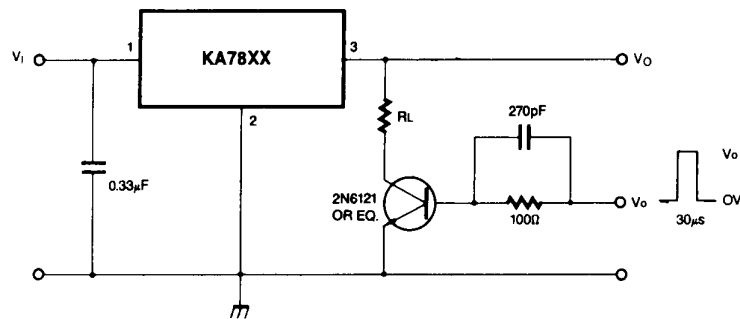 KA78XX
1
3
2
VI
VO
0.33µF
RL
270pF
2N6121
OR EQ.
100Ω
Vo
Vo
OV
30µs